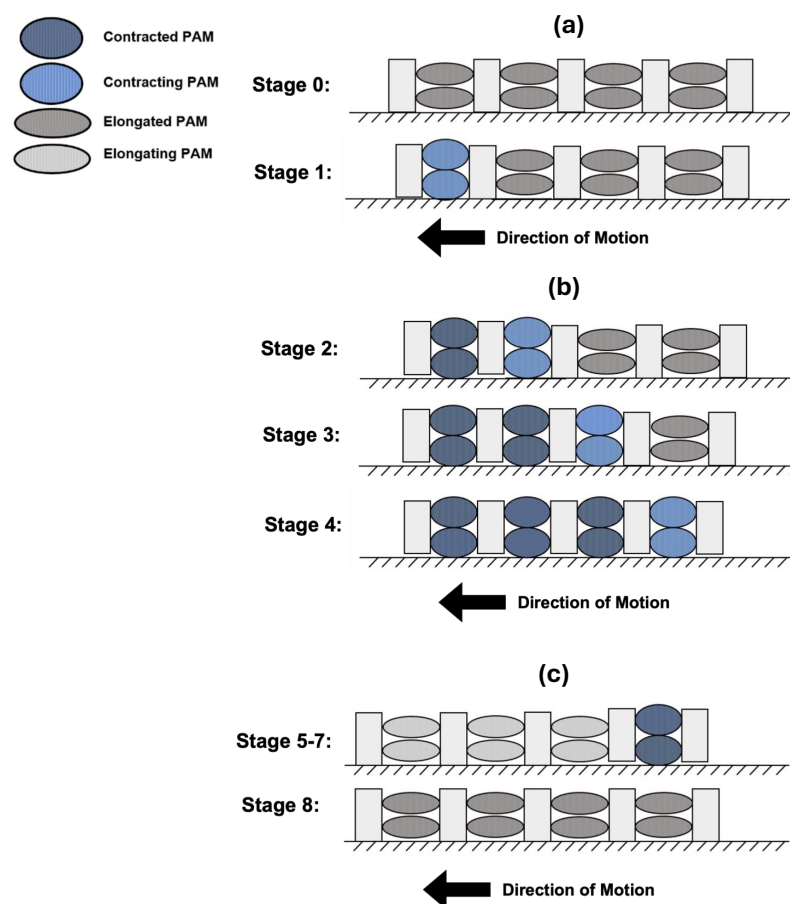 Contracted PAM
Contracting PAM
Elongated PAM
Elongating PAM
(a)
Stage 0:
Stage 1:
Direction of Motion
(b)
Stage 2:
Stage 3:
Stage 4:
Direction of Motion
(c)
Stage 5-7:
Stage 8:
Direction of Motion